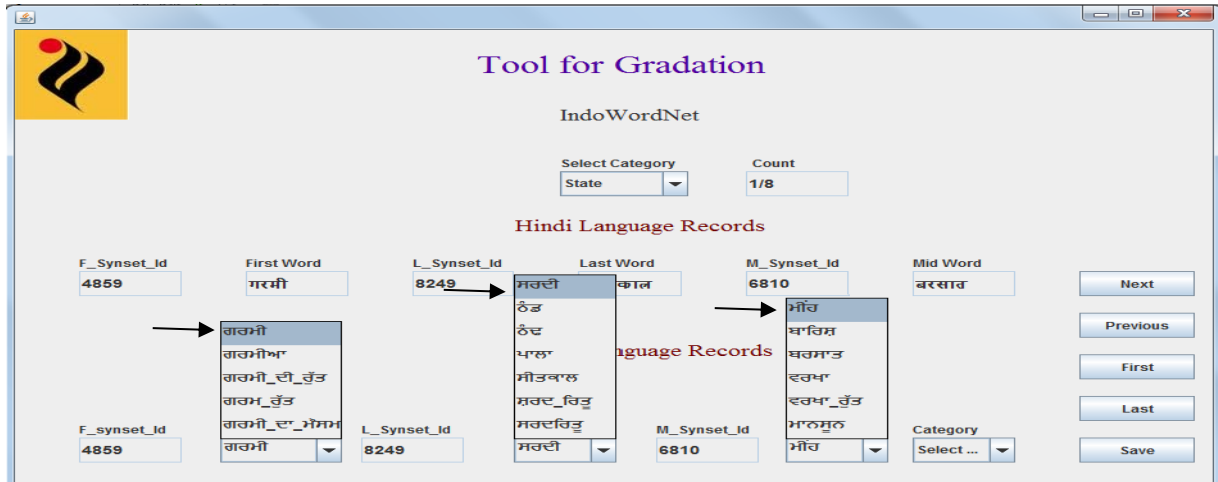 Tool for Gradation
IndoWordNet
Select Category Count
State 1/8
Hindi Language Records
F_Synset_Id First Word L_Synset_Id Last Word M_Synset_Id Mid Word
4859 गरमी 8249 ਸਰਦੀ काल 6810 बरसात Next
ਠੰਡ ਮੀਂਹ
ਗਰਮੀ ਠੰਢ ਬਾਰਿਸ਼ Previous
ਗਰਮੀਆਂ ਪਾਲਾ nguage Records ਬਰਸਾਤ
ਗਰਮੀ_ਦੀ_ਰੁੱਤ ਸੀਤਕਾਲ ਵਰਖਾ First
ਗਰਮ_ਰੁੱਤ ਸ਼ਰਦ_ਰਿਤੂ ਵਰਖਾ_ਰੁੱਤ Last
ਗਰਮੀ_ਦਾ_ਮੌਸਮ ਸਰਦਰਿਤੂ ਮਾਨਸੂਨ
F_synset_Id L_Synset_Id M_Synset_Id Category
4859 ਗਰਮੀ 8249 ਸਰਦੀ 6810 ਮੀਂਹ Select ... Save